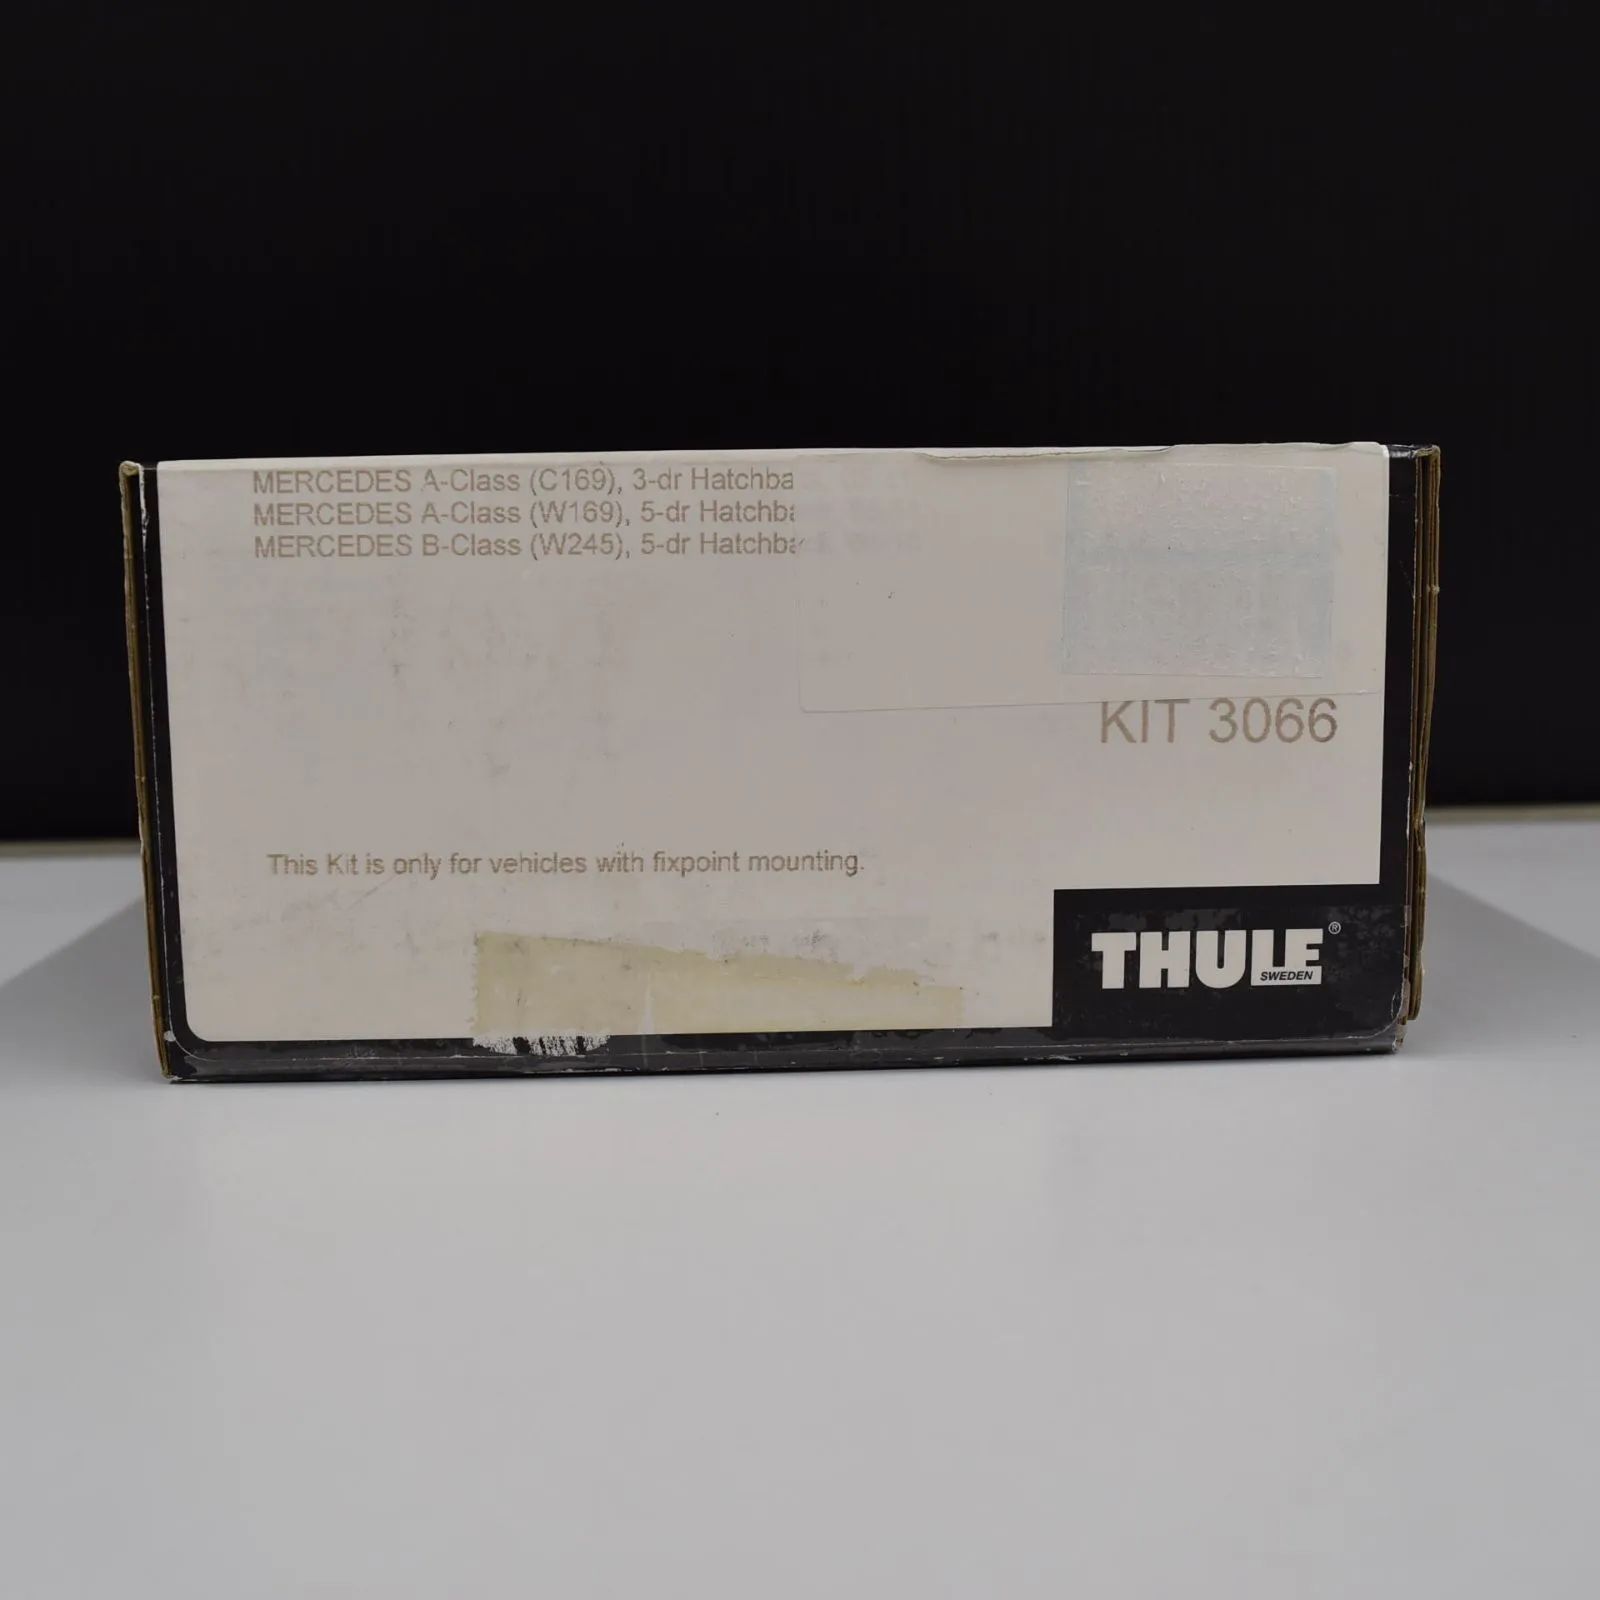 MERCEDES A-Class (C169), 3-dr Hatchba
MERCEDES A-Class (W169), 5-dr Hatchba
MERCEDES B-Class (W245), 5-dr Hatchba
KIT 3066
This Kit is only for vehicles with fixpoint mounting.
THULE®
SWEDEN